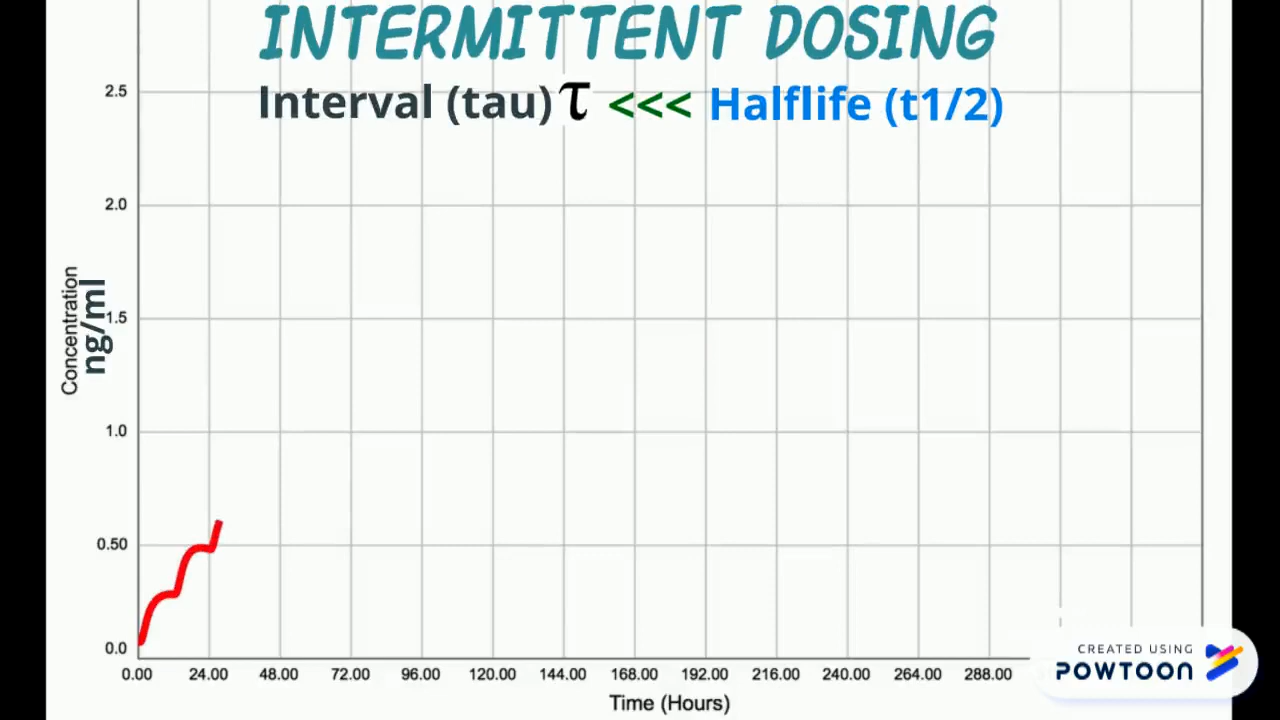 INTERMITTENT DOSING
Interval (tau) τ <<< Halflife (t1/2)
2.5
2.0
1.5
1.0
0.50
0.0
Concentration
ng/ml
0.00 24.00 48.00 72.00 96.00 120.00 144.00 168.00 192.00 216.00 240.00 264.00 288.00
Time (Hours)
CREATED USING
POWTOON